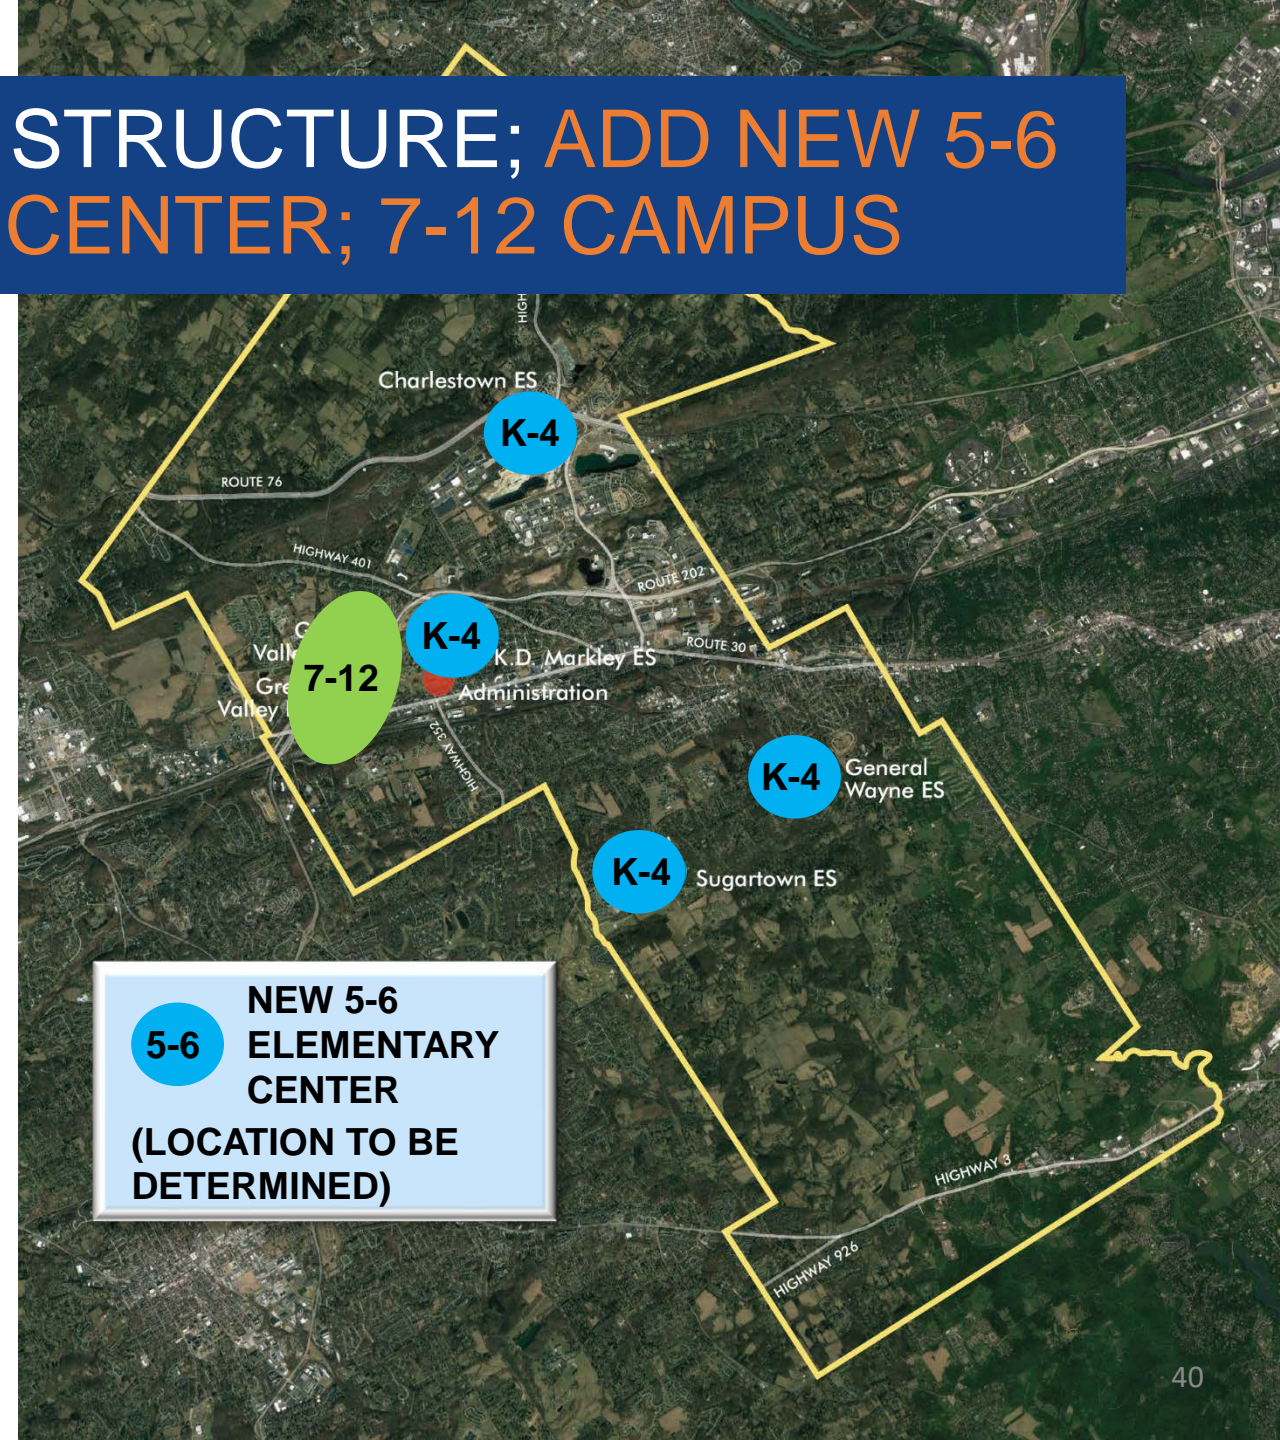 STRUCTURE; ADD NEW 5-6
CENTER; 7-12 CAMPUS
Charlestown ES
K-4
ROUTE 76
HIGHWAY 401
ROUTE 202
ROUTE 30
K-4
K.D. Markley ES
Administration
7-12
Valley
HIGHWAY 352
K-4
General
Wayne ES
K-4
Sugartown ES
5-6
NEW 5-6
ELEMENTARY
CENTER
(LOCATION TO BE
DETERMINED)
HIGHWAY 3
HIGHWAY 926
40